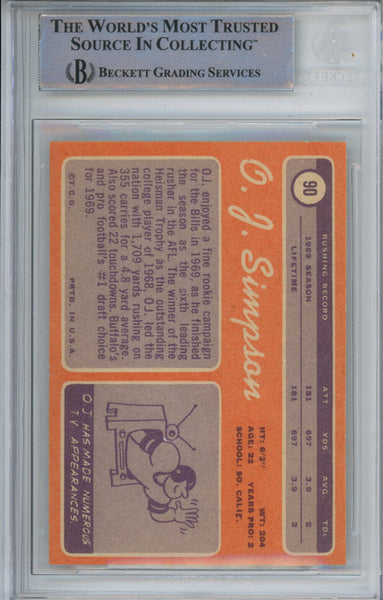 THE WORLD'S MOST TRUSTED
SOURCE IN COLLECTING™
B BECKETT GRADING SERVICES
90
RUSHING RECORD ATT. YDS. AVG. TDs
1969 SEASON 181 697 3.9 2
LIFETIME 181 697 3.9 2
O. J. Simpson
HT: 6'2" WT: 204
AGE: 22 YEARS PRO: 2
SCHOOL: SO. CALIF.
O.J. enjoyed a fine rookie campaign
for the Bills in 1969 as he finished
the season as the sixth leading
rusher in the AFL. The winner of the
Heisman Trophy as the outstanding
college player of 1968, O.J. led the
nation with 1,709 yards rushing on
355 carries for a 4.8 yard average.
Also scored 22 touchdowns. Buffalo's
and pro football's #1 draft choice
for 1969.
© T.C.G. PRTD. IN U.S.A.
O.J. HAS MADE NUMEROUS
T.V. APPEARANCES.